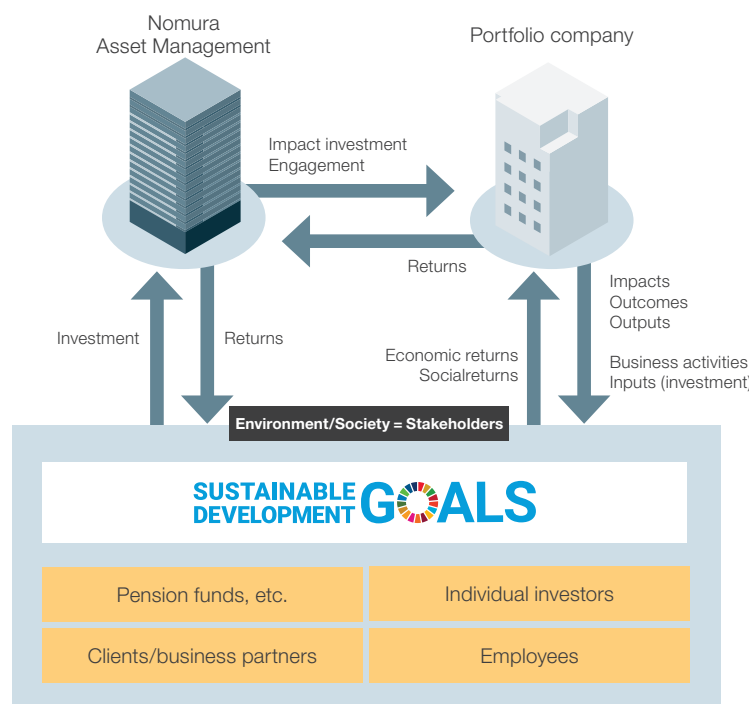 Nomura
Asset Management
Portfolio company
Impact investment
Engagement
Returns
Investment
Returns
Economic returns
Socialreturns
Impacts
Outcomes
Outputs
Business activities
Inputs (investment)
Environment/Society = Stakeholders
SUSTAINABLE
DEVELOPMENT
GOALS
Pension funds, etc.
Individual investors
Clients/business partners
Employees